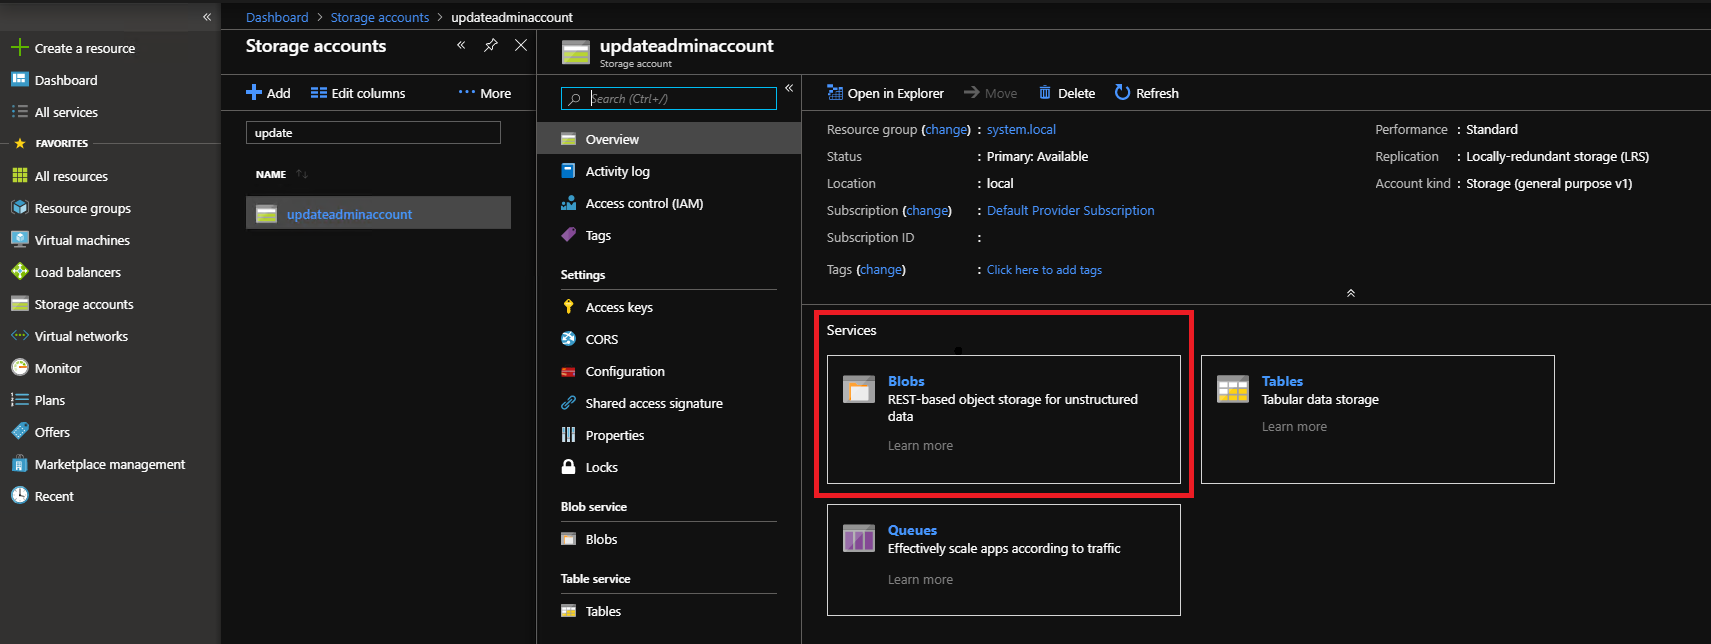 Dashboard > Storage accounts > updateadminaccount
Create a resource
Dashboard
All services
FAVORITES
All resources
Resource groups
Virtual machines
Load balancers
Storage accounts
Virtual networks
Monitor
Plans
Offers
Marketplace management
Recent
Storage accounts
Add
Edit columns
More
update
NAME
updateadminaccount
updateadminaccount
Storage account
Search (Ctrl+/)
Overview
Activity log
Access control (IAM)
Tags
Settings
Access keys
CORS
Configuration
Shared access signature
Properties
Locks
Blob service
Blobs
Table service
Tables
Open in Explorer
Move
Delete
Refresh
Resource group (change) : system.local
Status : Primary: Available
Location : local
Subscription (change) : Default Provider Subscription
Subscription ID :
Tags (change) : Click here to add tags
Performance : Standard
Replication : Locally-redundant storage (LRS)
Account kind : Storage (general purpose v1)
Services
Blobs
REST-based object storage for unstructured
data
Learn more
Tables
Tabular data storage
Learn more
Queues
Effectively scale apps according to traffic
Learn more